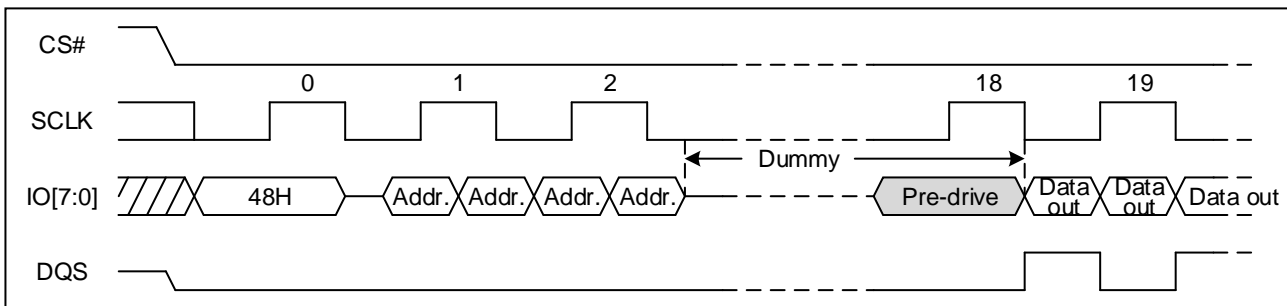 CS#
0 1 2 18 19
SCLK
Dummy
IO[7:0] 48H Addr. Addr. Addr. Addr. Pre-drive Data out Data out Data out
DQS